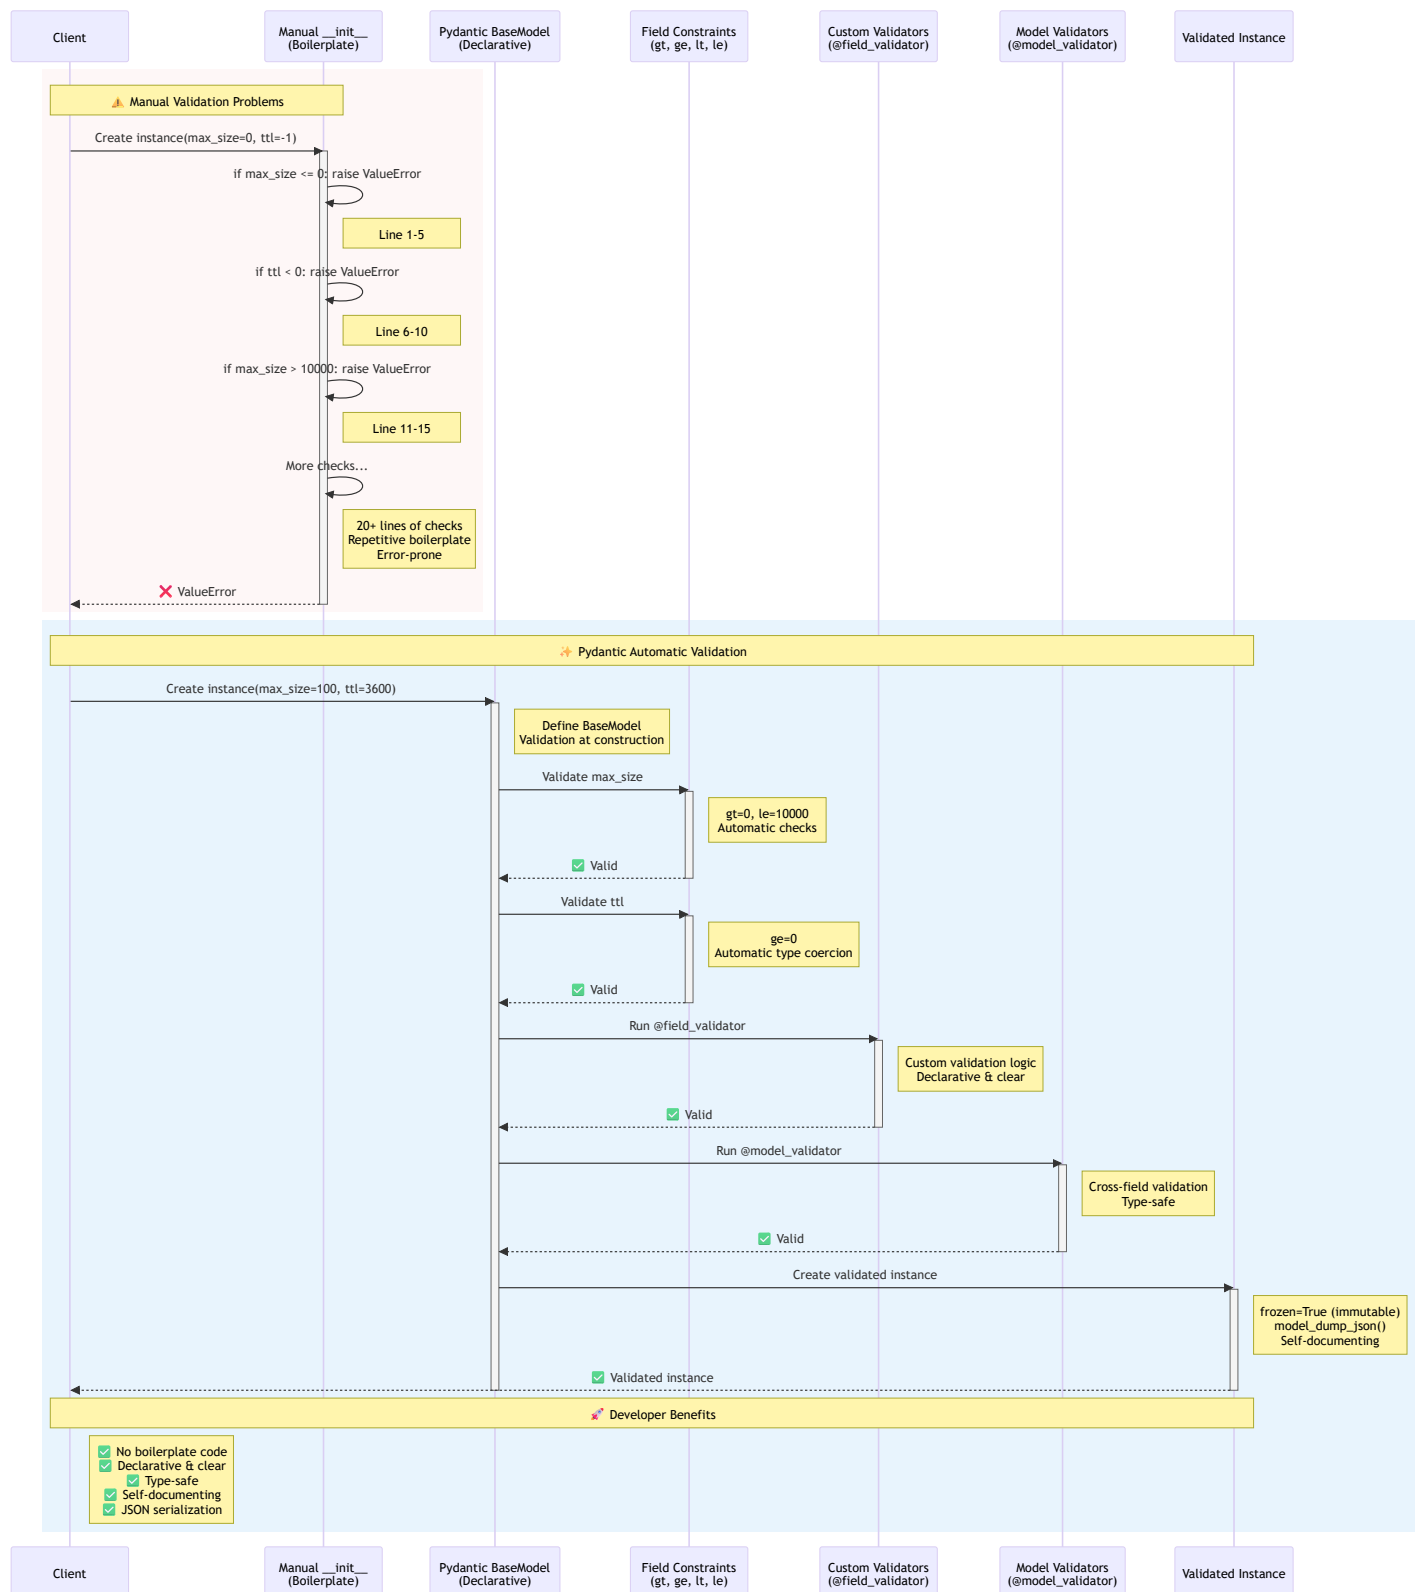 Client
Manual __init__
(Boilerplate)
Pydantic BaseModel
(Declarative)
Field Constraints
(gt, ge, lt, le)
Custom Validators
(@field_validator)
Model Validators
(@model_validator)
Validated Instance
⚠️ Manual Validation Problems
Create instance(max_size=0, ttl=-1)
if max_size <= 0: raise ValueError
Line 1-5
if ttl < 0: raise ValueError
Line 6-10
if max_size > 10000: raise ValueError
Line 11-15
More checks...
20+ lines of checks
Repetitive boilerplate
Error-prone
❌ ValueError
✨ Pydantic Automatic Validation
Create instance(max_size=100, ttl=3600)
Define BaseModel
Validation at construction
Validate max_size
gt=0, le=10000
Automatic checks
✅ Valid
Validate ttl
ge=0
Automatic type coercion
✅ Valid
Run @field_validator
Custom validation logic
Declarative & clear
✅ Valid
Run @model_validator
Cross-field validation
Type-safe
✅ Valid
Create validated instance
frozen=True (immutable)
model_dump_json()
Self-documenting
✅ Validated instance
🚀 Developer Benefits
✅ No boilerplate code
✅ Declarative & clear
✅ Type-safe
✅ Self-documenting
✅ JSON serialization
Client
Manual __init__
(Boilerplate)
Pydantic BaseModel
(Declarative)
Field Constraints
(gt, ge, lt, le)
Custom Validators
(@field_validator)
Model Validators
(@model_validator)
Validated Instance